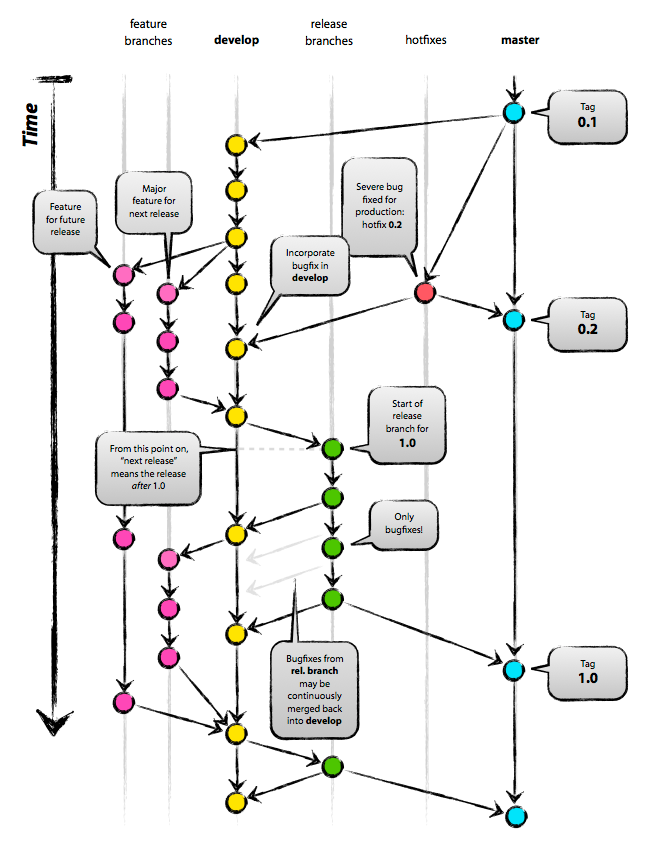 feature
branches
develop
release
branches
hotfixes
master
Time
Tag
0.1
Feature
for future
release
Major
feature for
next release
Severe bug
fixed for
production:
hotfix 0.2
Incorporate
bugfix in
develop
Tag
0.2
Start of
release
branch for
1.0
From this point on,
“next release”
means the release
after 1.0
Only
bugfixes!
Bugfixes from
rel. branch
may be
continuously
merged back
into develop
Tag
1.0